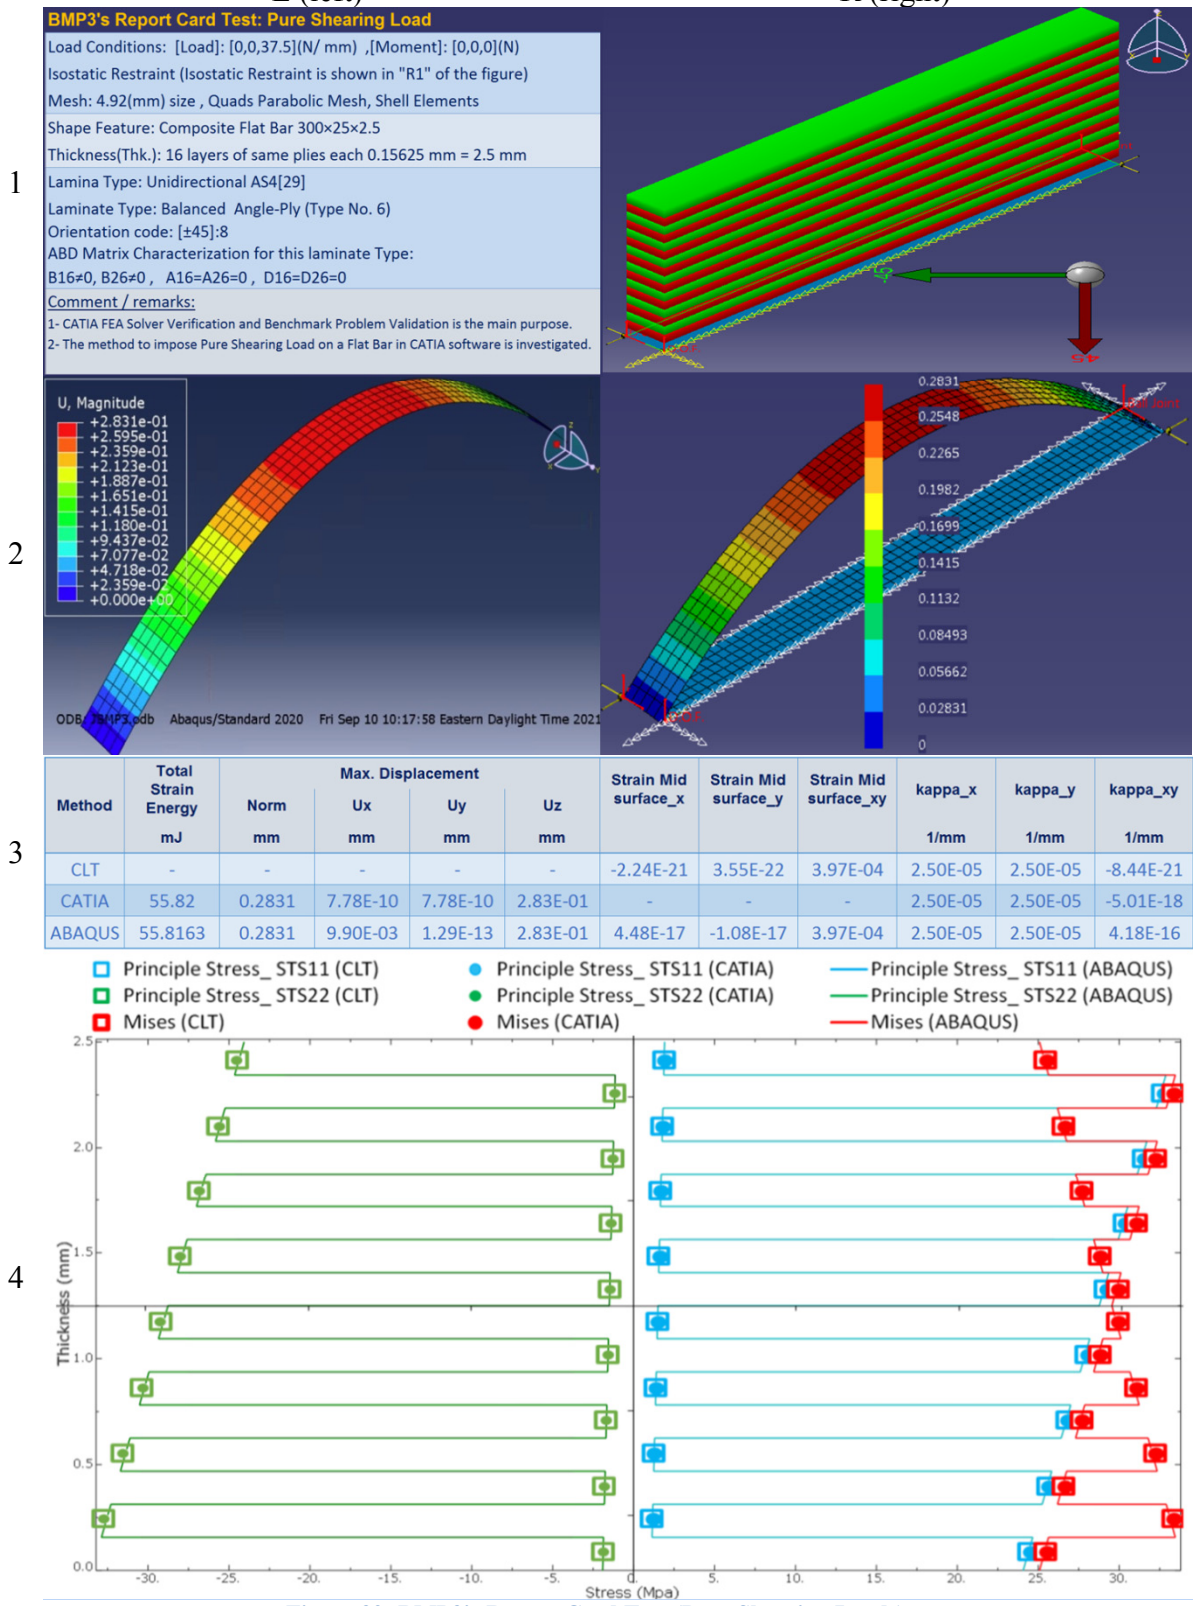 L (left)
R (right)
1
BMP3's Report Card Test: Pure Shearing Load
Load Conditions: [Load]: [0,0,37.5](N/ mm) ,[Moment]: [0,0,0](N)
Isostatic Restraint (Isostatic Restraint is shown in "R1" of the figure)
Mesh: 4.92(mm) size , Quads Parabolic Mesh, Shell Elements
Shape Feature: Composite Flat Bar 300×25×2.5
Thickness(Thk.): 16 layers of same plies each 0.15625 mm = 2.5 mm
Lamina Type: Unidirectional AS4[29]
Laminate Type: Balanced Angle-Ply (Type No. 6)
Orientation code: [±45]:8
ABD Matrix Characterization for this laminate Type:
B16≠0, B26≠0 , A16=A26=0 , D16=D26=0
Comment / remarks:
1- CATIA FEA Solver Verification and Benchmark Problem Validation is the main purpose.
2- The method to impose Pure Shearing Load on a Flat Bar in CATIA software is investigated.
45
2
U, Magnitude
+2.831e-01
+2.595e-01
+2.359e-01
+2.123e-01
+1.887e-01
+1.651e-01
+1.415e-01
+1.180e-01
+9.437e-02
+7.077e-02
+4.718e-02
+2.359e-02
+0.000e+00
Abaqus/Standard 2020 Fri Sep 10 10:17:58 Eastern Daylight Time 2021
0.2831
0.2548
0.2265
0.1982
0.1699
0.1415
0.1132
0.08493
0.05662
0.02831
0
3
Method Total Strain Energy mJ Max. Displacement Norm mm Ux mm Uy mm Uz mm Strain Mid surface_x Strain Mid surface_y Strain Mid surface_xy kappa_x 1/mm kappa_y 1/mm kappa_xy 1/mm
CLT - - - - - -2.24E-21 3.55E-22 3.97E-04 2.50E-05 2.50E-05 -8.44E-21
CATIA 55.82 0.2831 7.78E-10 7.78E-10 2.83E-01 - - - 2.50E-05 2.50E-05 -5.01E-18
ABAQUS 55.8163 0.2831 9.90E-03 1.29E-13 2.83E-01 4.48E-17 -1.08E-17 3.97E-04 2.50E-05 2.50E-05 4.18E-16
4
Principle Stress_ STS11 (CLT) Principle Stress_ STS11 (CATIA) Principle Stress_ STS11 (ABAQUS)
Principle Stress_ STS22 (CLT) Principle Stress_ STS22 (CATIA) Principle Stress_ STS22 (ABAQUS)
Mises (CLT) Mises (CATIA) Mises (ABAQUS)
2.5
2.0
1.5
1.0
0.5
0.0
Thickness (mm)
-30. -25. -20. -15. -10. -5. 0. 5. 10. 15. 20. 25. 30.
Stress (Mpa)